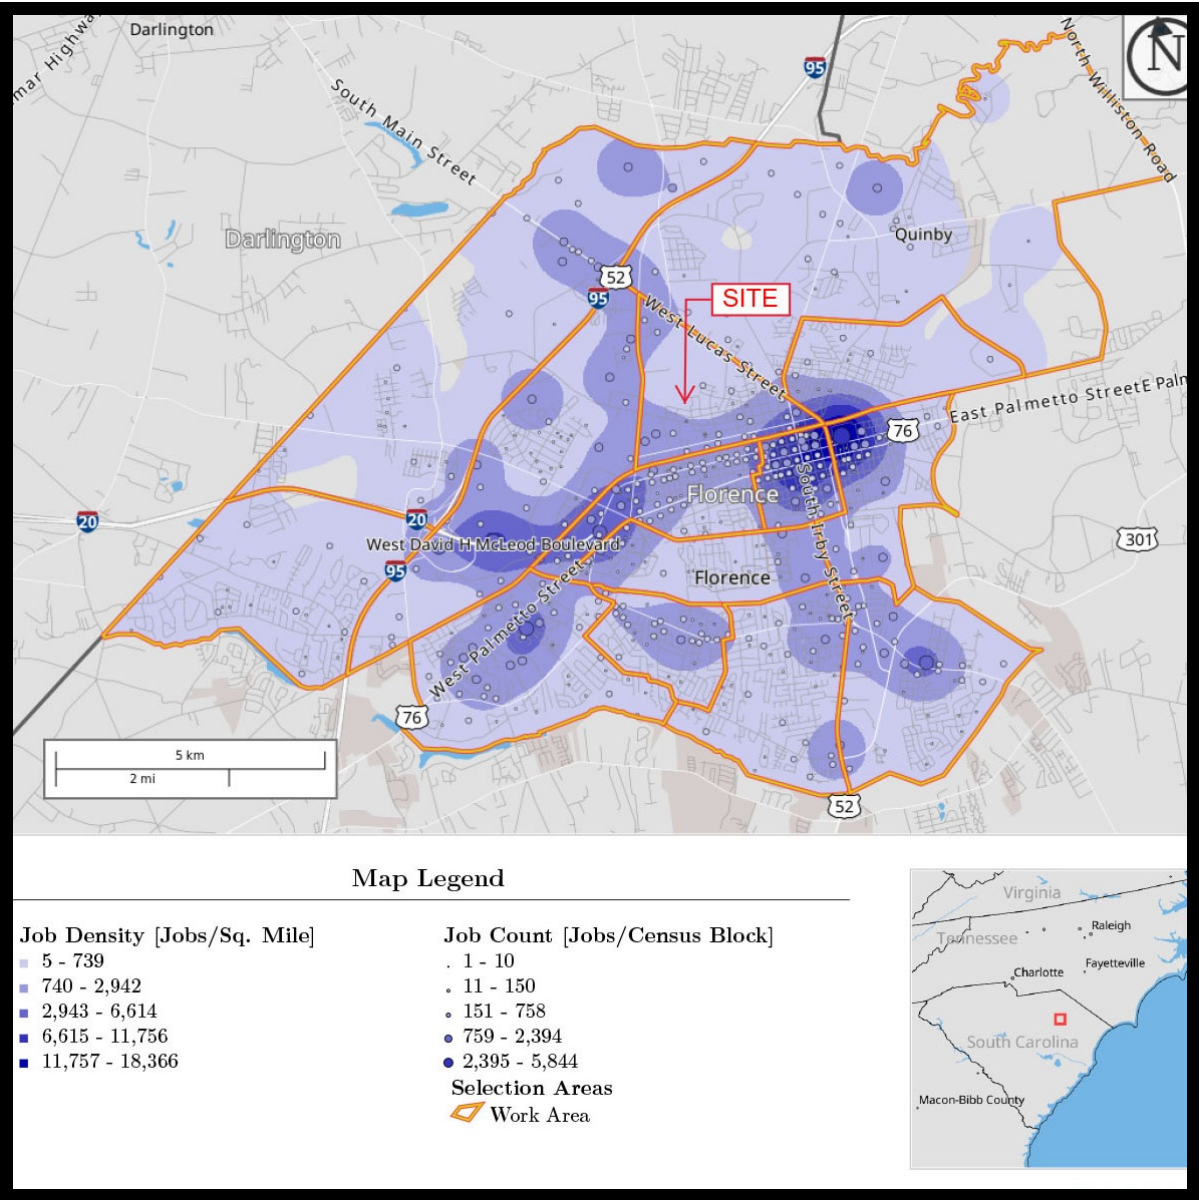 Darlington
mar Highwa
95
N
South Main Street
North Williston Road
Darlington
Quinby
52
95
SITE
West Lucas Street
East Palmetto Street
E Palm
76
South Irby Street
Florence
20
20
West David H McLeod Boulevard
301
95
Florence
West Palmetto Street
76
5 km
2 mi
52
Map Legend
Job Density [Jobs/Sq. Mile]
5 - 739
740 - 2,942
2,943 - 6,614
6,615 - 11,756
11,757 - 18,366
Job Count [Jobs/Census Block]
1 - 10
11 - 150
151 - 758
759 - 2,394
2,395 - 5,844
Selection Areas
Work Area
Virginia
Raleigh
Tennessee
Fayetteville
Charlotte
South Carolina
Macon-Bibb County